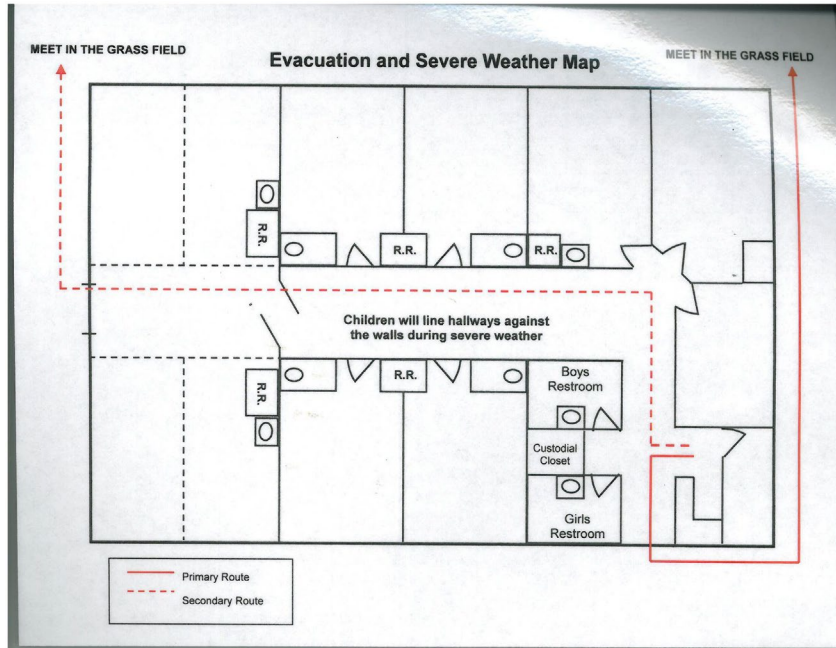 MEET IN THE GRASS FIELD
MEET IN THE GRASS FIELD
Evacuation and Severe Weather Map
R.R.
R.R.
R.R.
Children will line hallways against
the walls during severe weather
R.R.
R.R.
Boys
Restroom
Custodial
Closet
Girls
Restroom
Primary Route
Secondary Route